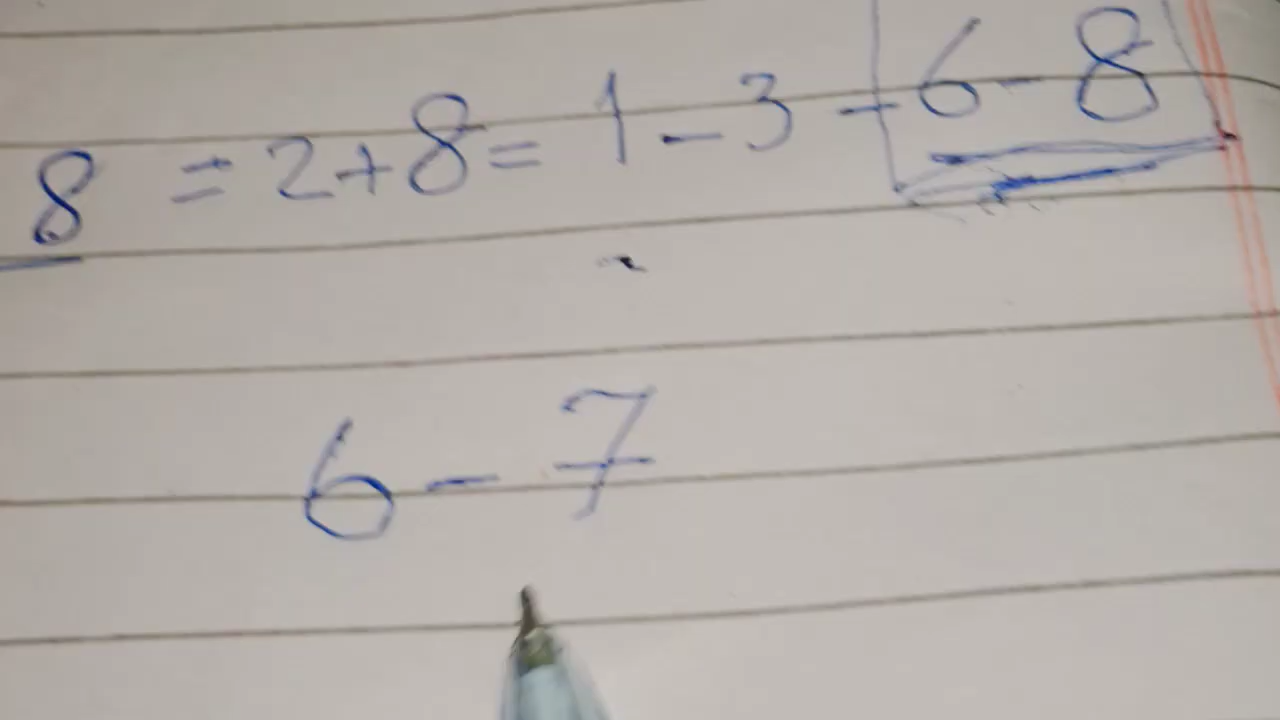 8 = 2+8= 1-3-6-8
6-7